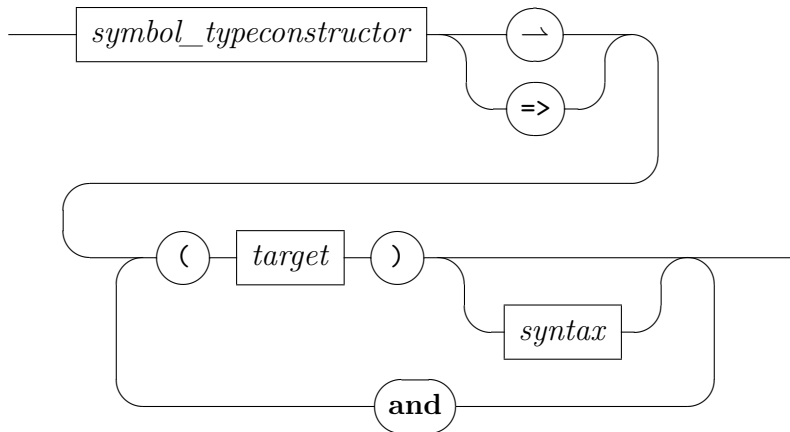 symbol_typeconstructor ⇀
=>
( target )
syntax
and